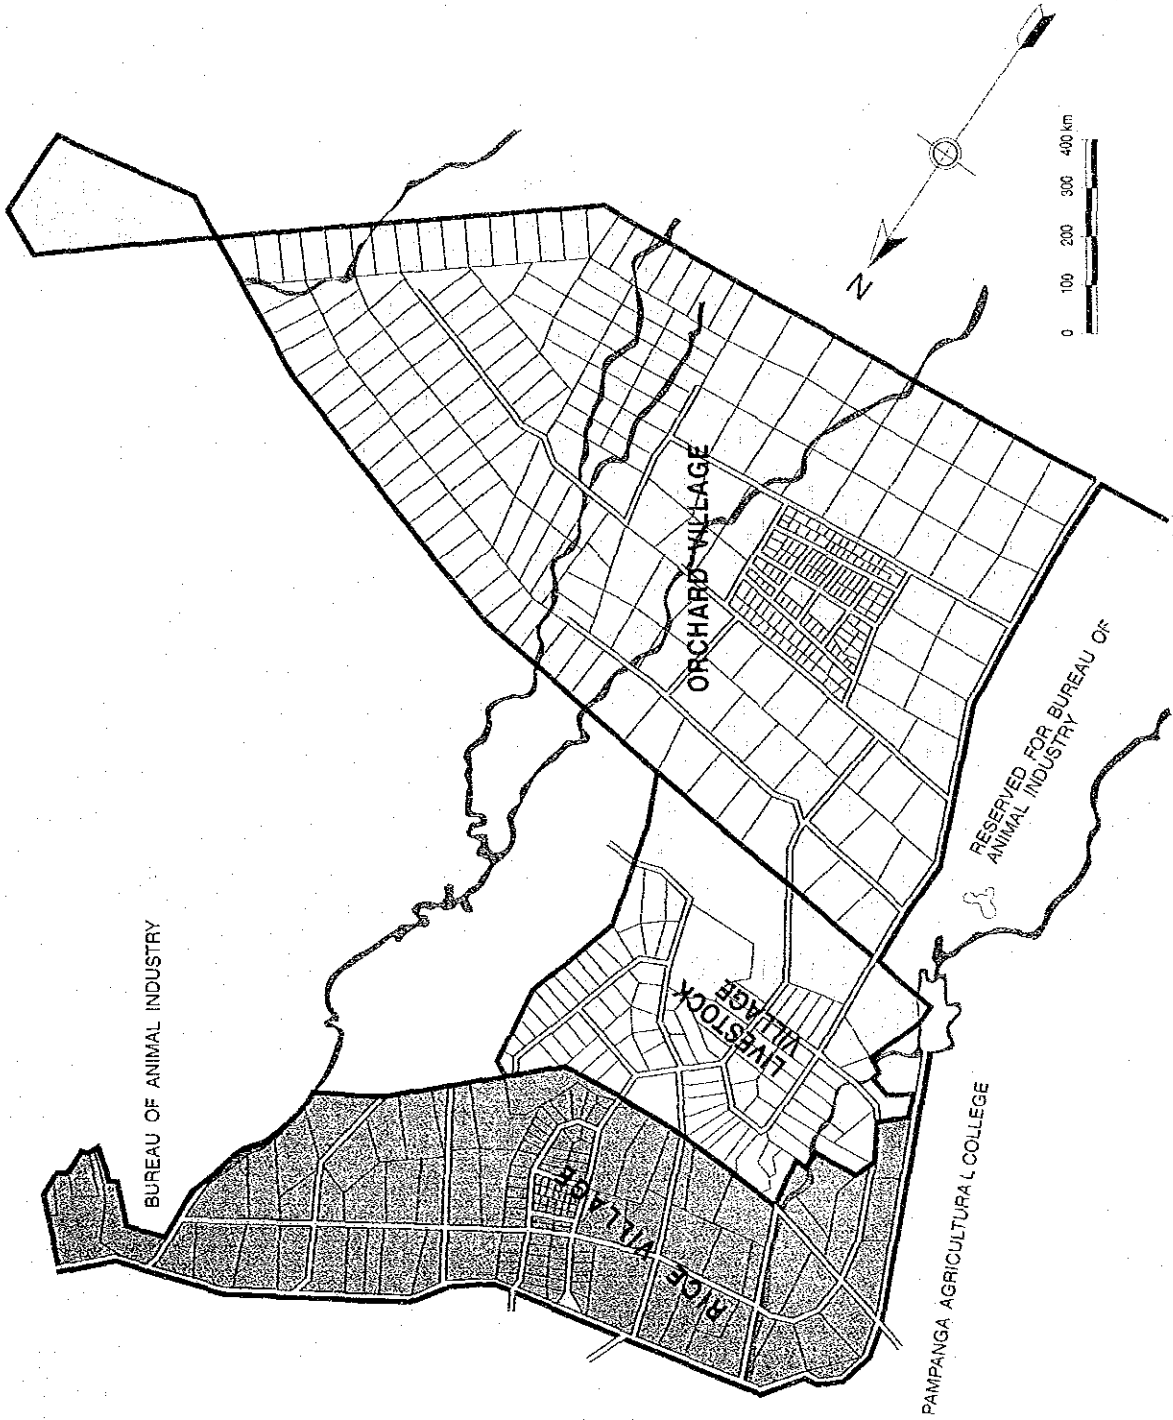 BUREAU OF ANIMAL INDUSTRY
RICE VILLAGE
LIVESTOCK
VILLAGE
ORCHARD VILLAGE
PAMPANGA AGRICULTURAL COLLEGE
RESERVED FOR BUREAU OF
ANIMAL INDUSTRY
N
0 100 200 300 400 km